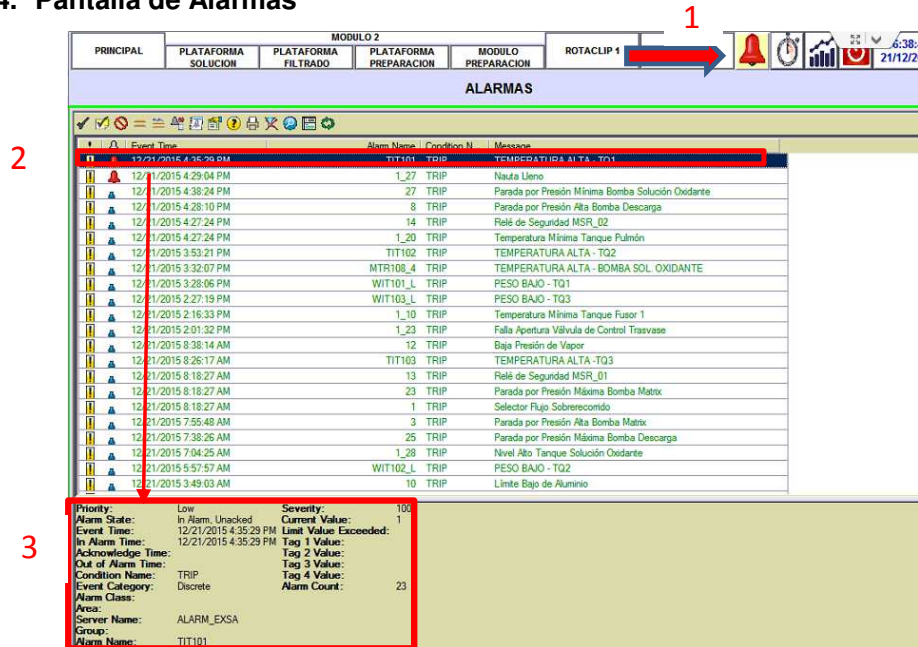 4. Pantalla de Alarmas
1
MODULO 2
PRINCIPAL
PLATAFORMA SOLUCION
PLATAFORMA FILTRADO
PLATAFORMA PREPARACION
MODULO PREPARACION
ROTACLIP 1
6:38:
21/12/20
ALARMAS
2
! Event Time Alarm Name Condition N... Message
12/21/2015 4:35:29 PM TIT101 TRIP TEMPERATURA ALTA - TQ1
12/21/2015 4:29:04 PM 1_27 TRIP Nauta Lleno
12/21/2015 4:38:24 PM 27 TRIP Parada por Presión Mínima Bomba Solución Oxidante
12/21/2015 4:28:10 PM 8 TRIP Parada por Presión Alta Bomba Descarga
12/21/2015 4:27:24 PM 14 TRIP Relé de Seguridad MSR_02
12/21/2015 4:27:24 PM 1_20 TRIP Temperatura Mínima Tanque Pulmón
12/21/2015 3:53:21 PM TIT102 TRIP TEMPERATURA ALTA - TQ2
12/21/2015 3:32:07 PM MTR108_4 TRIP TEMPERATURA ALTA - BOMBA SOL. OXIDANTE
12/21/2015 3:28:06 PM WIT101_L TRIP PESO BAJO - TQ1
12/21/2015 2:27:19 PM WIT103_L TRIP PESO BAJO - TQ3
12/21/2015 2:16:33 PM 1_10 TRIP Temperatura Mínima Tanque Fusor 1
12/21/2015 2:01:32 PM 1_23 TRIP Falla Apertura Válvula de Control Trasvase
12/21/2015 8:38:14 AM 12 TRIP Baja Presión de Vapor
12/21/2015 8:26:17 AM TIT103 TRIP TEMPERATURA ALTA -TQ3
12/21/2015 8:18:27 AM 13 TRIP Relé de Seguridad MSR_01
12/21/2015 8:18:27 AM 23 TRIP Parada por Presión Máxima Bomba Matrix
12/21/2015 8:18:27 AM 1 TRIP Selector Flujo Sobrerecorrido
12/21/2015 7:55:48 AM 3 TRIP Parada por Presión Alta Bomba Matrix
12/21/2015 7:38:26 AM 25 TRIP Parada por Presión Máxima Bomba Descarga
12/21/2015 7:04:25 AM 1_28 TRIP Nivel Alto Tanque Solución Oxidante
12/21/2015 5:57:57 AM WIT102_L TRIP PESO BAJO - TQ2
12/21/2015 3:49:03 AM 10 TRIP Límite Bajo de Aluminio
3
Priority: Low Severity: 100
Alarm State: In Alarm, Unacked Current Value: 1
Event Time: 12/21/2015 4:35:29 PM Limit Value Exceeded:
In Alarm Time: 12/21/2015 4:35:29 PM Tag 1 Value:
Acknowledge Time: Tag 2 Value:
Out of Alarm Time: Tag 3 Value:
Condition Name: TRIP Tag 4 Value:
Event Category: Discrete Alarm Count: 23
Alarm Class:
Area:
Server Name: ALARM_EXSA
Group:
Alarm Name: TIT101